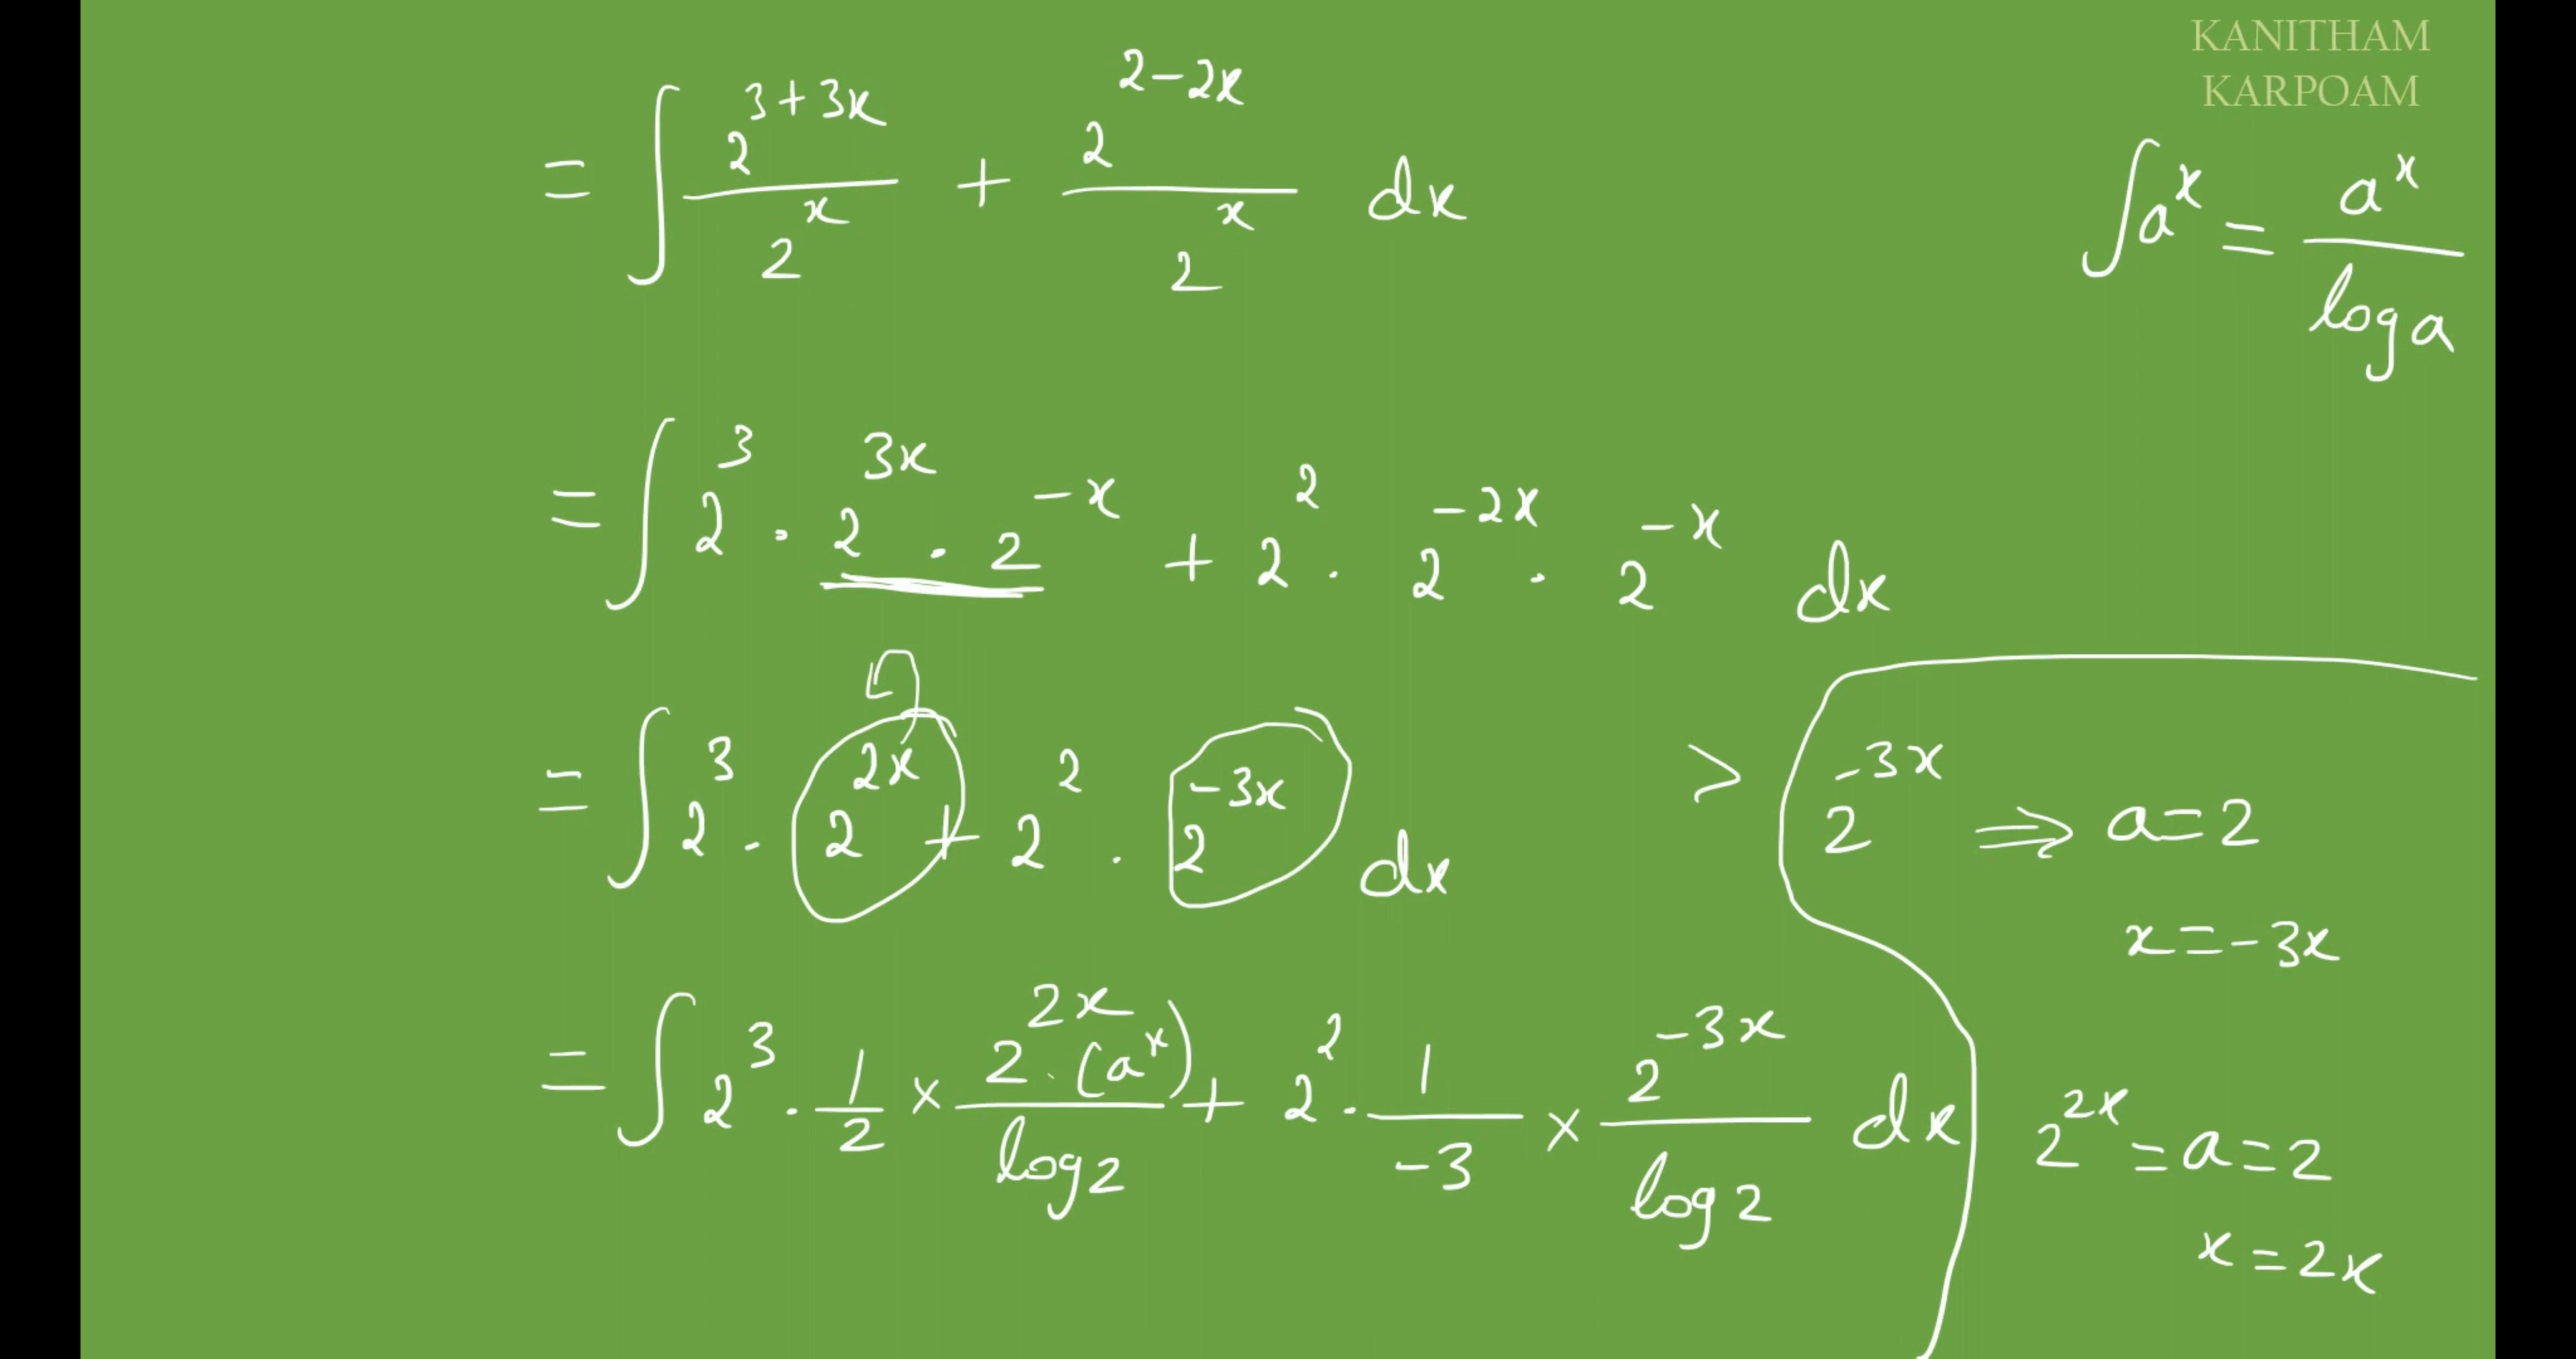 KANITHAM
KARPOAM
= ∫ 2^(3+3x) / 2^x + 2^(2-2x) / 2^x dx
∫a^x = a^x / log a
= ∫ 2^3 . 2^(3x) . 2^(-x) + 2^2 . 2^(-2x) . 2^(-x) dx
= ∫ 2^3 . 2^(2x) + 2^2 . 2^(-3x) dx
>
2^(-3x) ⇒ a=2
x=-3x
= ∫ 2^3 . 1/2 × 2^(2x) . (a^x) / log 2 + 2^2 . 1/-3 × 2^(-3x) / log 2 dx
2^(2x) = a = 2
x = 2x